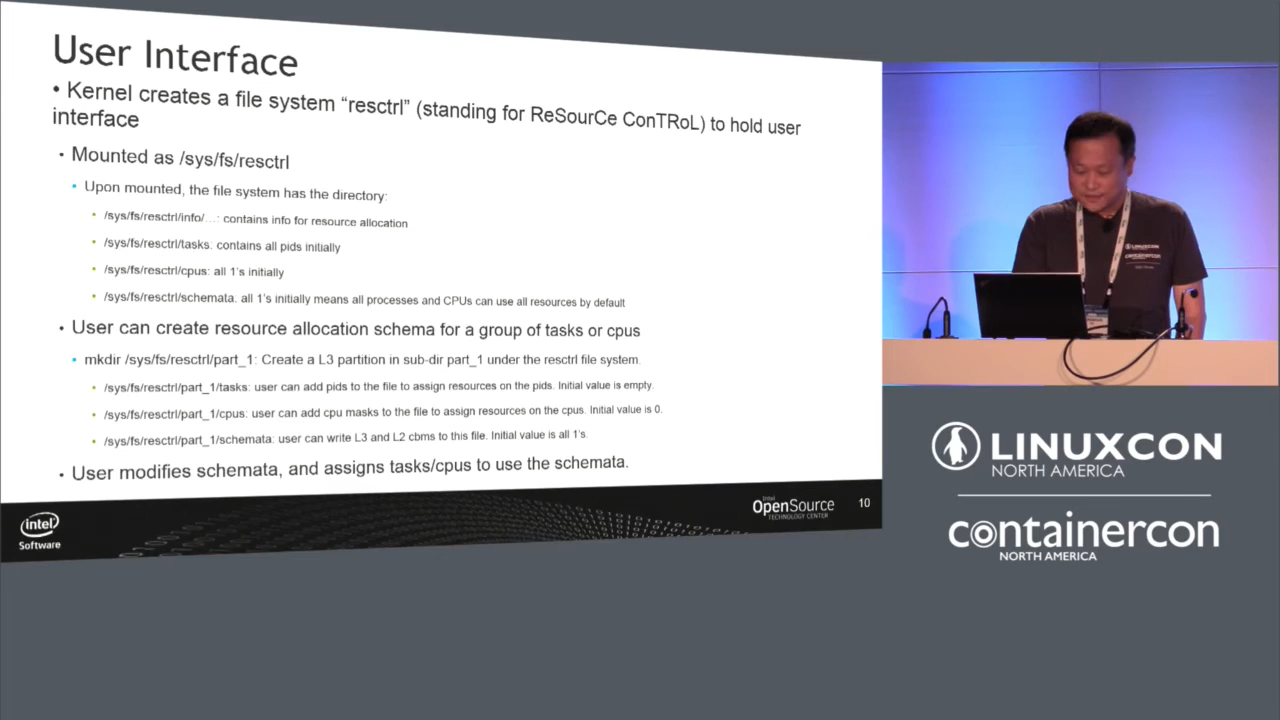 User Interface
• Kernel creates a file system “resctrl” (standing for ReSourCe ConTRoL) to hold user
interface
• Mounted as /sys/fs/resctrl
• Upon mounted, the file system has the directory:
• /sys/fs/resctrl/info/…: contains info for resource allocation
• /sys/fs/resctrl/tasks: contains all pids initially
• /sys/fs/resctrl/cpus: all 1’s initially
• /sys/fs/resctrl/schemata: all 1’s initially means all processes and CPUs can use all resources by default
• User can create resource allocation schema for a group of tasks or cpus
• mkdir /sys/fs/resctrl/part_1: Create a L3 partition in sub-dir part_1 under the resctrl file system.
• /sys/fs/resctrl/part_1/tasks: user can add pids to the file to assign resources on the pids. Initial value is empty.
• /sys/fs/resctrl/part_1/cpus: user can add cpu masks to the file to assign resources on the cpus. Initial value is 0.
• /sys/fs/resctrl/part_1/schemata: user can write L3 and L2 cbms to this file. Initial value is all 1’s.
• User modifies schemata, and assigns tasks/cpus to use the schemata.
intel
Software
Intel
OpenSource
TECHNOLOGY CENTER
10
LINUXCON
containercon
LINUXCON
NORTH AMERICA
containercon
NORTH AMERICA